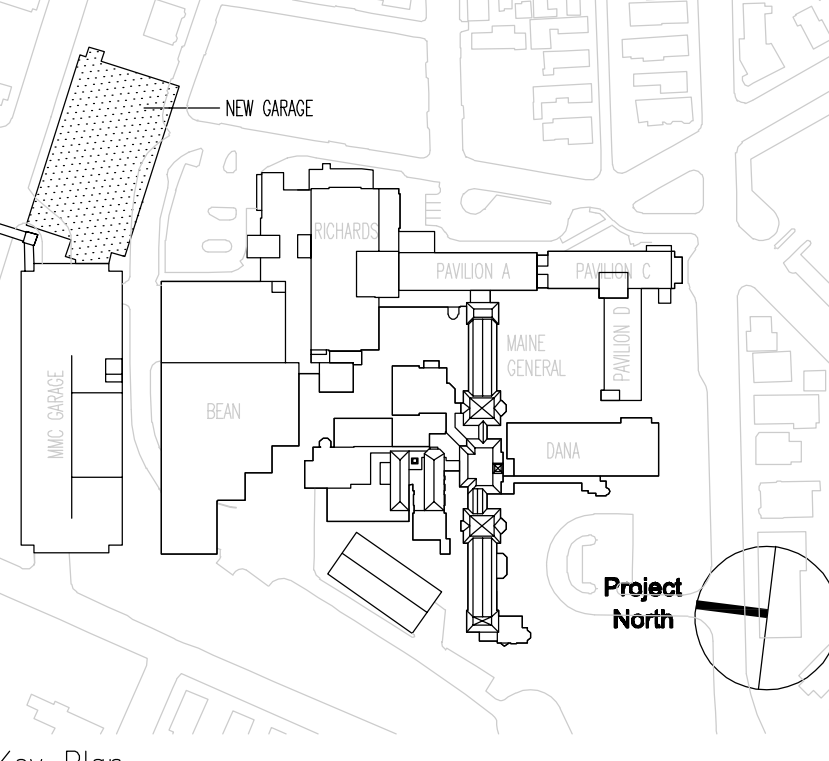 NEW GARAGE
RICHARDS
PAVILION A
PAVILION C
PAVILION D
MAINE
GENERAL
MMC GARAGE
BEAN
DANA
Project
North
Key Plan